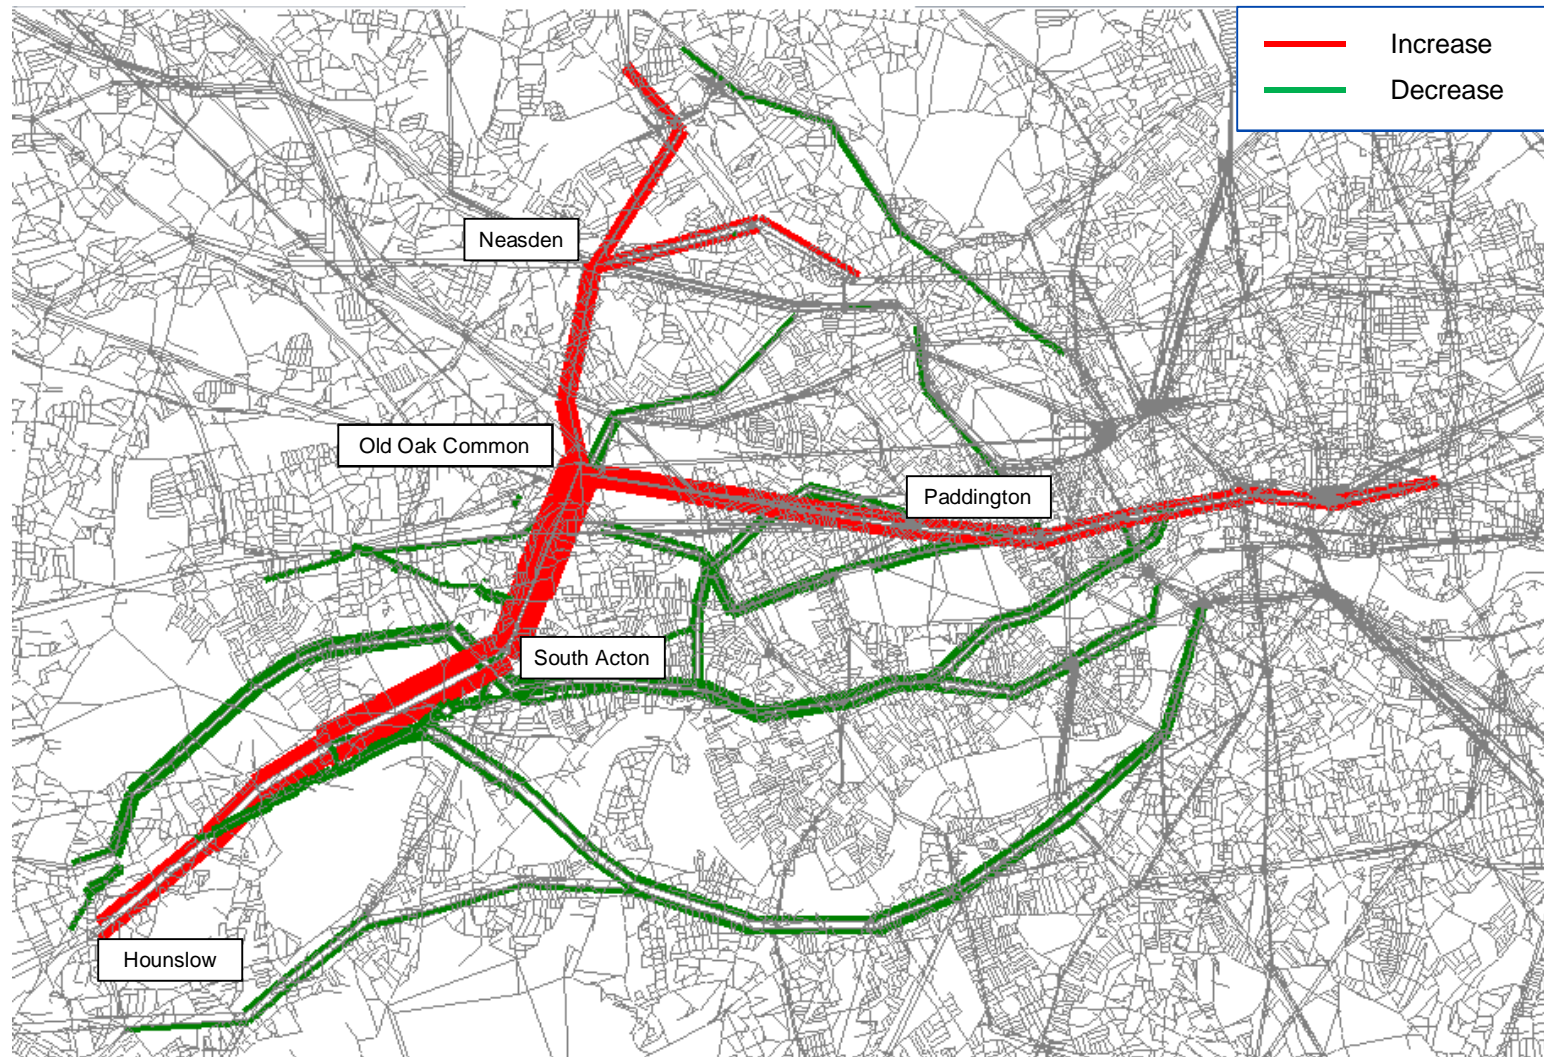 Increase
Decrease
Neasden
Old Oak Common
Paddington
South Acton
Hounslow